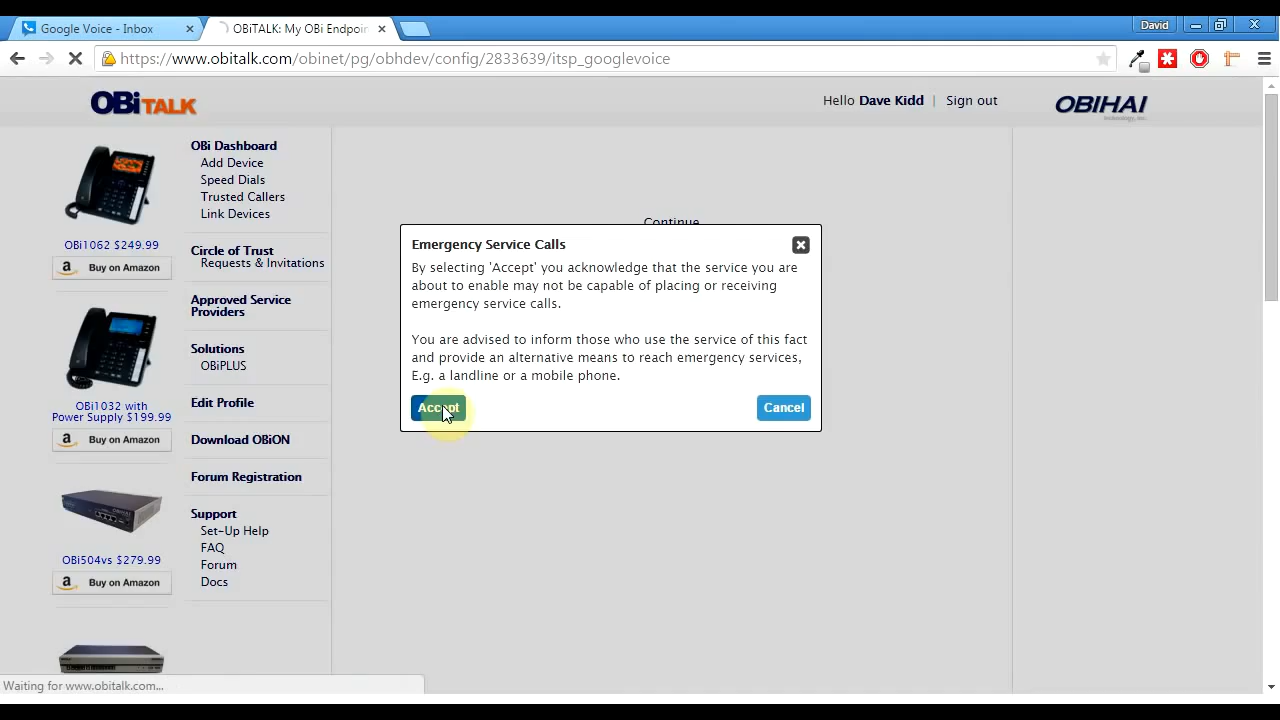 Google Voice - Inbox
OBiTALK: My OBi Endpoin
David
https://www.obitalk.com/obinet/pg/obhdev/config/2833639/itsp_googlevoice
OBiTALK
Hello Dave Kidd | Sign out
OBIHAI
technology, inc.
OBi1062 $249.99
Buy on Amazon
OBi1032 with
Power Supply $199.99
Buy on Amazon
OBi504vs $279.99
Buy on Amazon
OBi Dashboard
Add Device
Speed Dials
Trusted Callers
Link Devices
Circle of Trust
Requests & Invitations
Approved Service
Providers
Solutions
OBiPLUS
Edit Profile
Download OBiON
Forum Registration
Support
Set-Up Help
FAQ
Forum
Docs
Continue
Emergency Service Calls
By selecting 'Accept' you acknowledge that the service you are
about to enable may not be capable of placing or receiving
emergency service calls.
You are advised to inform those who use the service of this fact
and provide an alternative means to reach emergency services,
E.g. a landline or a mobile phone.
Accept
Cancel
Waiting for www.obitalk.com...